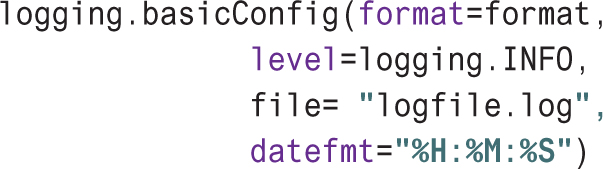 logging.basicConfig(format=format,
level=logging.INFO,
file= "logfile.log",
datefmt="%H:%M:%S")